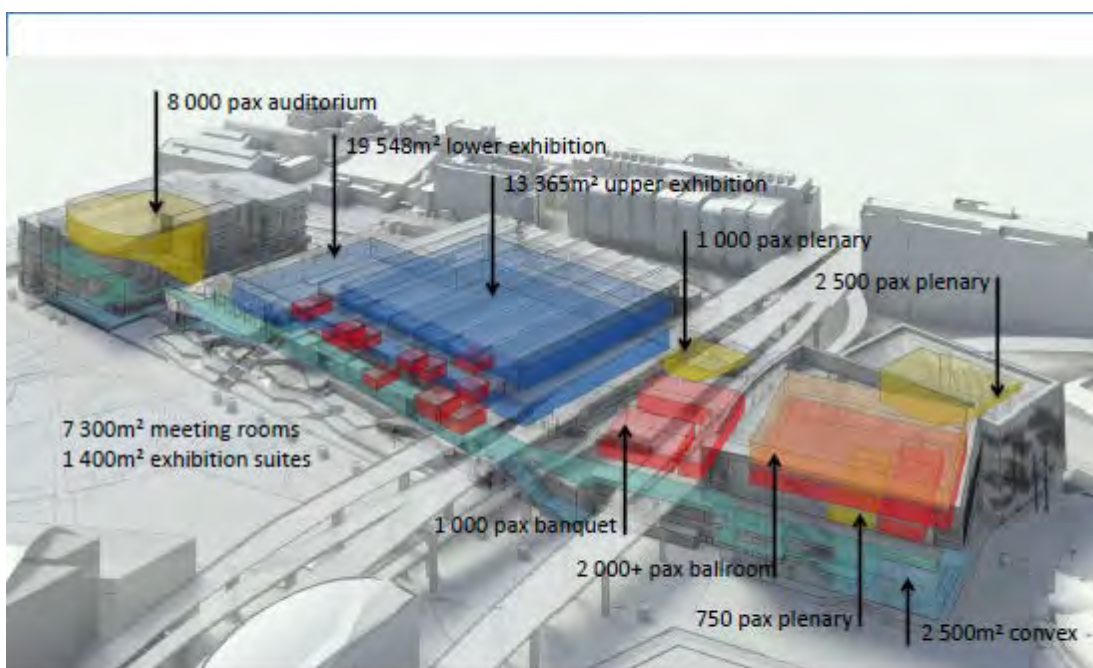 8 000 pax auditorium
19 548m² lower exhibition
13 365m² upper exhibition
1 000 pax plenary
2 500 pax plenary
7 300m² meeting rooms
1 400m² exhibition suites
1 000 pax banquet
2 000+ pax ballroom
750 pax plenary
2 500m² convex